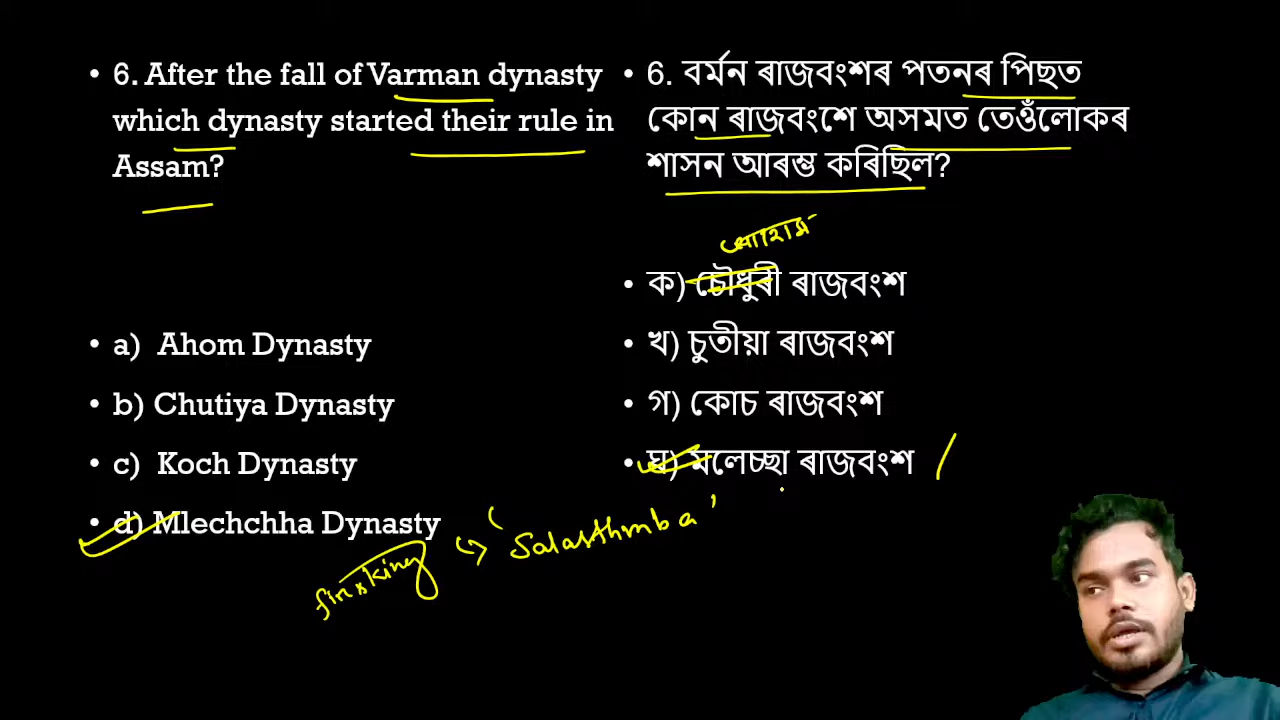 • 6. After the fall of Varman dynasty
which dynasty started their rule in
Assam?
• a) Ahom Dynasty
• b) Chutiya Dynasty
• c) Koch Dynasty
• d) Mlechchha Dynasty
first king ↪ 'Salasthmba'
• 6. বৰ্মন ৰাজবংশৰ পতনৰ পিছত
কোন ৰাজবংশে অসমত তেওঁলোকৰ
শাসন আৰম্ভ কৰিছিল?
আহোম
• ক) চৌধুৰী ৰাজবংশ
• খ) চুতীয়া ৰাজবংশ
• গ) কোচ ৰাজবংশ
• ঘ) মলেচ্ছা ৰাজবংশ